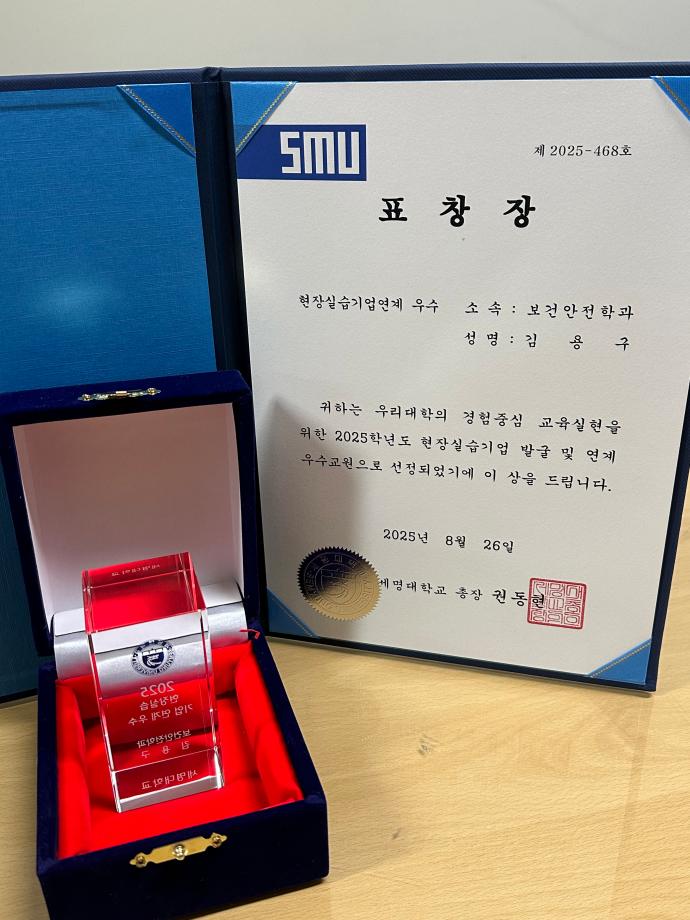 SMU
제 2025-468호
표 창 장
현장실습기업연계 우수 소 속 : 보건안전학과
성 명 : 김 용 구
귀하는 우리대학의 경험중심 교육실현을
위한 2025학년도 현장실습기업 발굴 및 연계
우수교원으로 선정되었기에 이 상을 드립니다.
2025년 8월 26일
세명대학교 총장 권동현
세명대학교
2025
현장실습
기업 연계 우수
보건안전학과
김 용 구
세명대학교